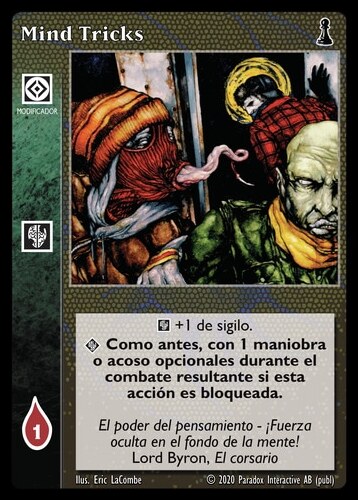 Mind Tricks
MODIFICADOR
+1 de sigilo.
Como antes, con 1 maniobra
o acoso opcionales durante el
combate resultante si esta
acción es bloqueada.
El poder del pensamiento - ¡Fuerza
oculta en el fondo de la mente!
Lord Byron, El corsario
1
Ilus. Eric LaCombe
© 2020 Paradox Interactive AB (publ)